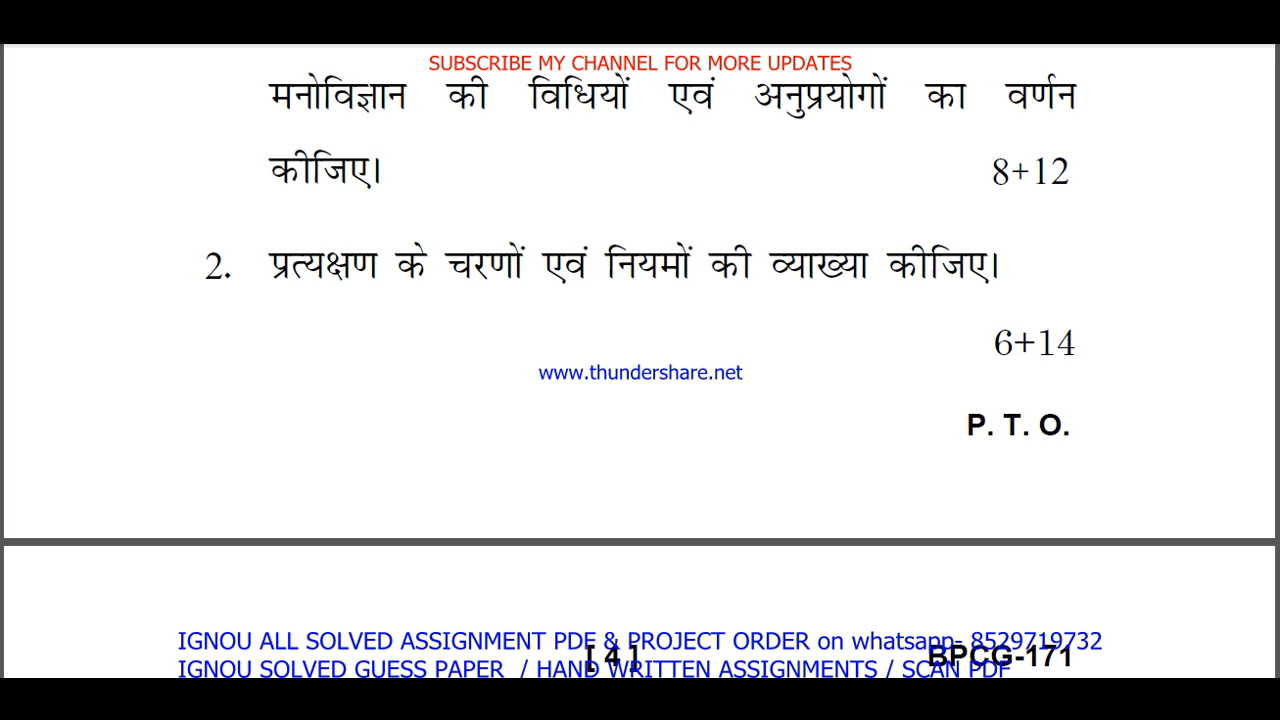 SUBSCRIBE MY CHANNEL FOR MORE UPDATES
मनोविज्ञान की विधियों एवं अनुप्रयोगों का वर्णन
कीजिए। 8+12
2. प्रत्यक्षण के चरणों एवं नियमों की व्याख्या कीजिए।
6+14
www.thundershare.net
P. T. O.
IGNOU ALL SOLVED ASSIGNMENT PDF & PROJECT ORDER on whatsapp- 8529719732
[ 4 ] BPCG-171
IGNOU SOLVED GUESS PAPER / HAND WRITTEN ASSIGNMENTS / SCAN PDF